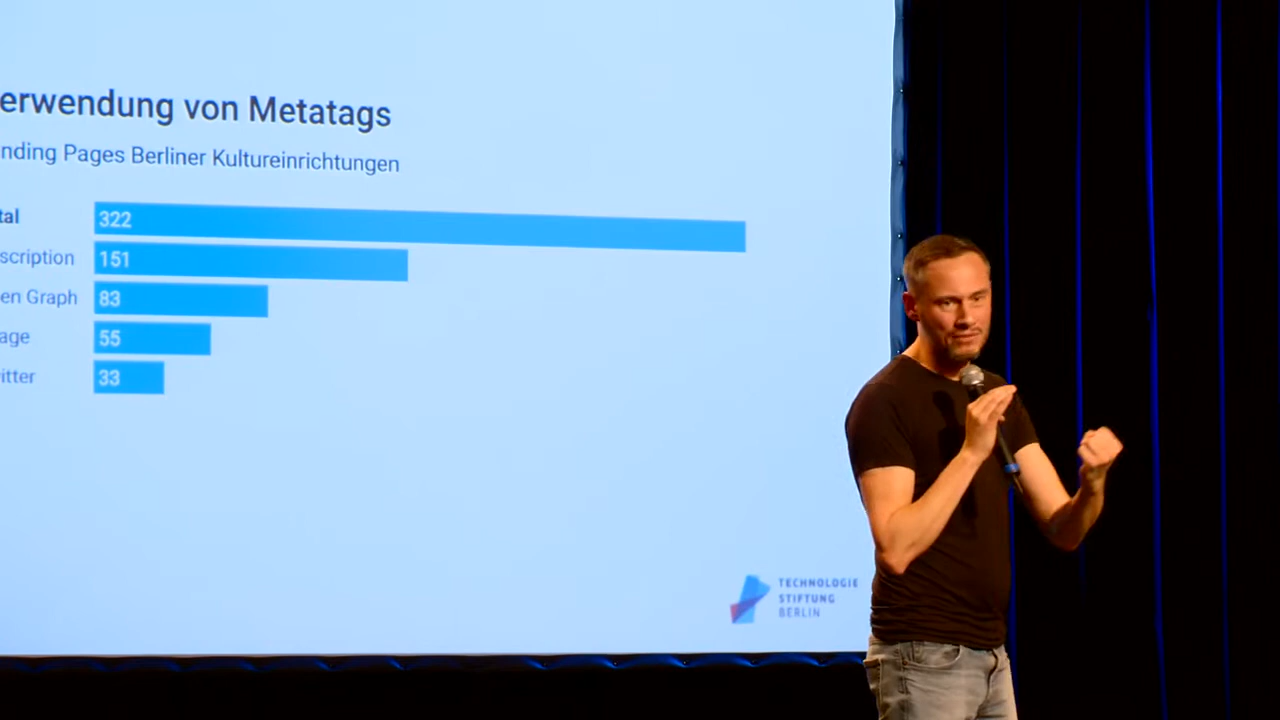 erwendung von Metatags
nding Pages Berliner Kultureinrichtungen
tal 322
scription 151
en Graph 83
age 55
itter 33
TECHNOLOGIE
STIFTUNG
BERLIN